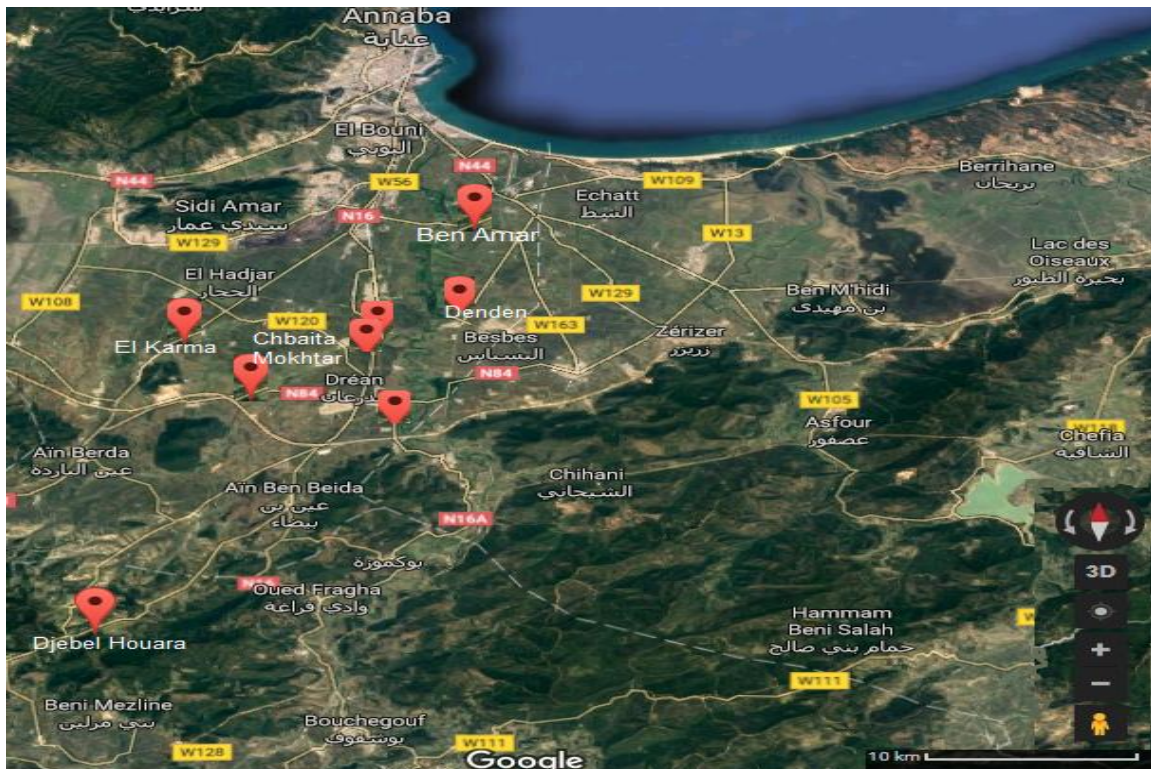 Annaba
عنابة
El Bouni
البوني
N44
N44
W56
W109
Berrihane
بريحان
Echatt
الشط
Sidi Amar
سيدي عمار
N16
Ben Amar
W13
W129
Lac des
Oiseaux
بحيرة الطيور
El Hadjar
الحجار
W108
Denden
W129
Ben M'hidi
بن مهيدي
W120
El Karma
Chbaita
Mokhtar
W163
Besbes
البسباس
Zérizer
زريزر
Dréan
N84
N84
W105
Asfour
عصفور
W118
Chefia
الشافية
Aïn Berda
عين الباردة
Chihani
الشيحاني
Aïn Ben Beida
عين بن
بيضاء
N16A
بوكموزة
3D
Oued Fragha
وادي فراغة
Hammam
Beni Salah
حمام بني صالح
Djebel Houara
W111
Beni Mezline
بني مزلين
Bouchegouf
بوشقوف
W128
W111
Google
10 km